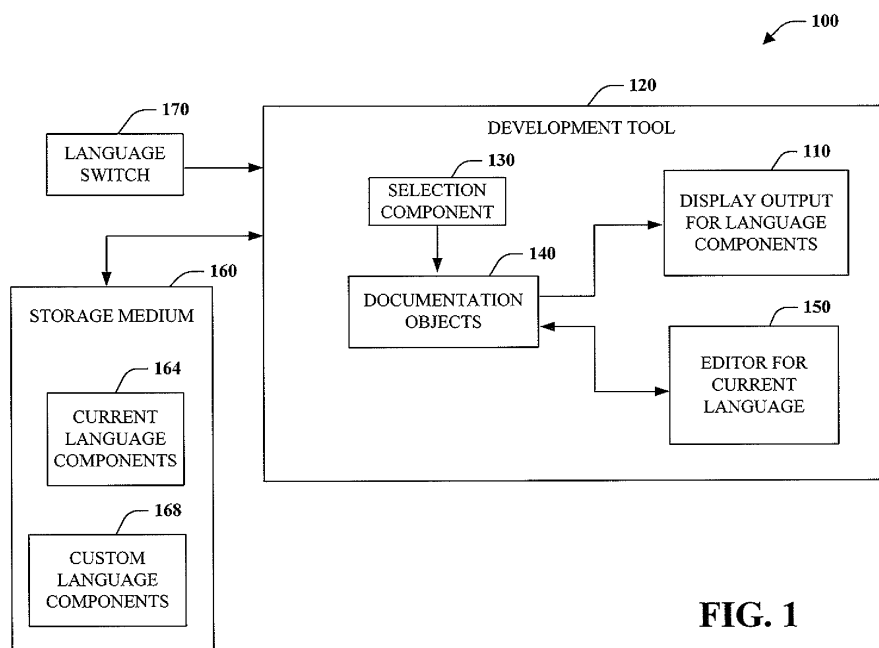 100
120
170
DEVELOPMENT TOOL
LANGUAGE
SWITCH
130
SELECTION
COMPONENT
110
DISPLAY OUTPUT
FOR LANGUAGE
COMPONENTS
140
DOCUMENTATION
OBJECTS
160
STORAGE MEDIUM
150
EDITOR FOR
CURRENT
LANGUAGE
164
CURRENT
LANGUAGE
COMPONENTS
168
CUSTOM
LANGUAGE
COMPONENTS
FIG. 1